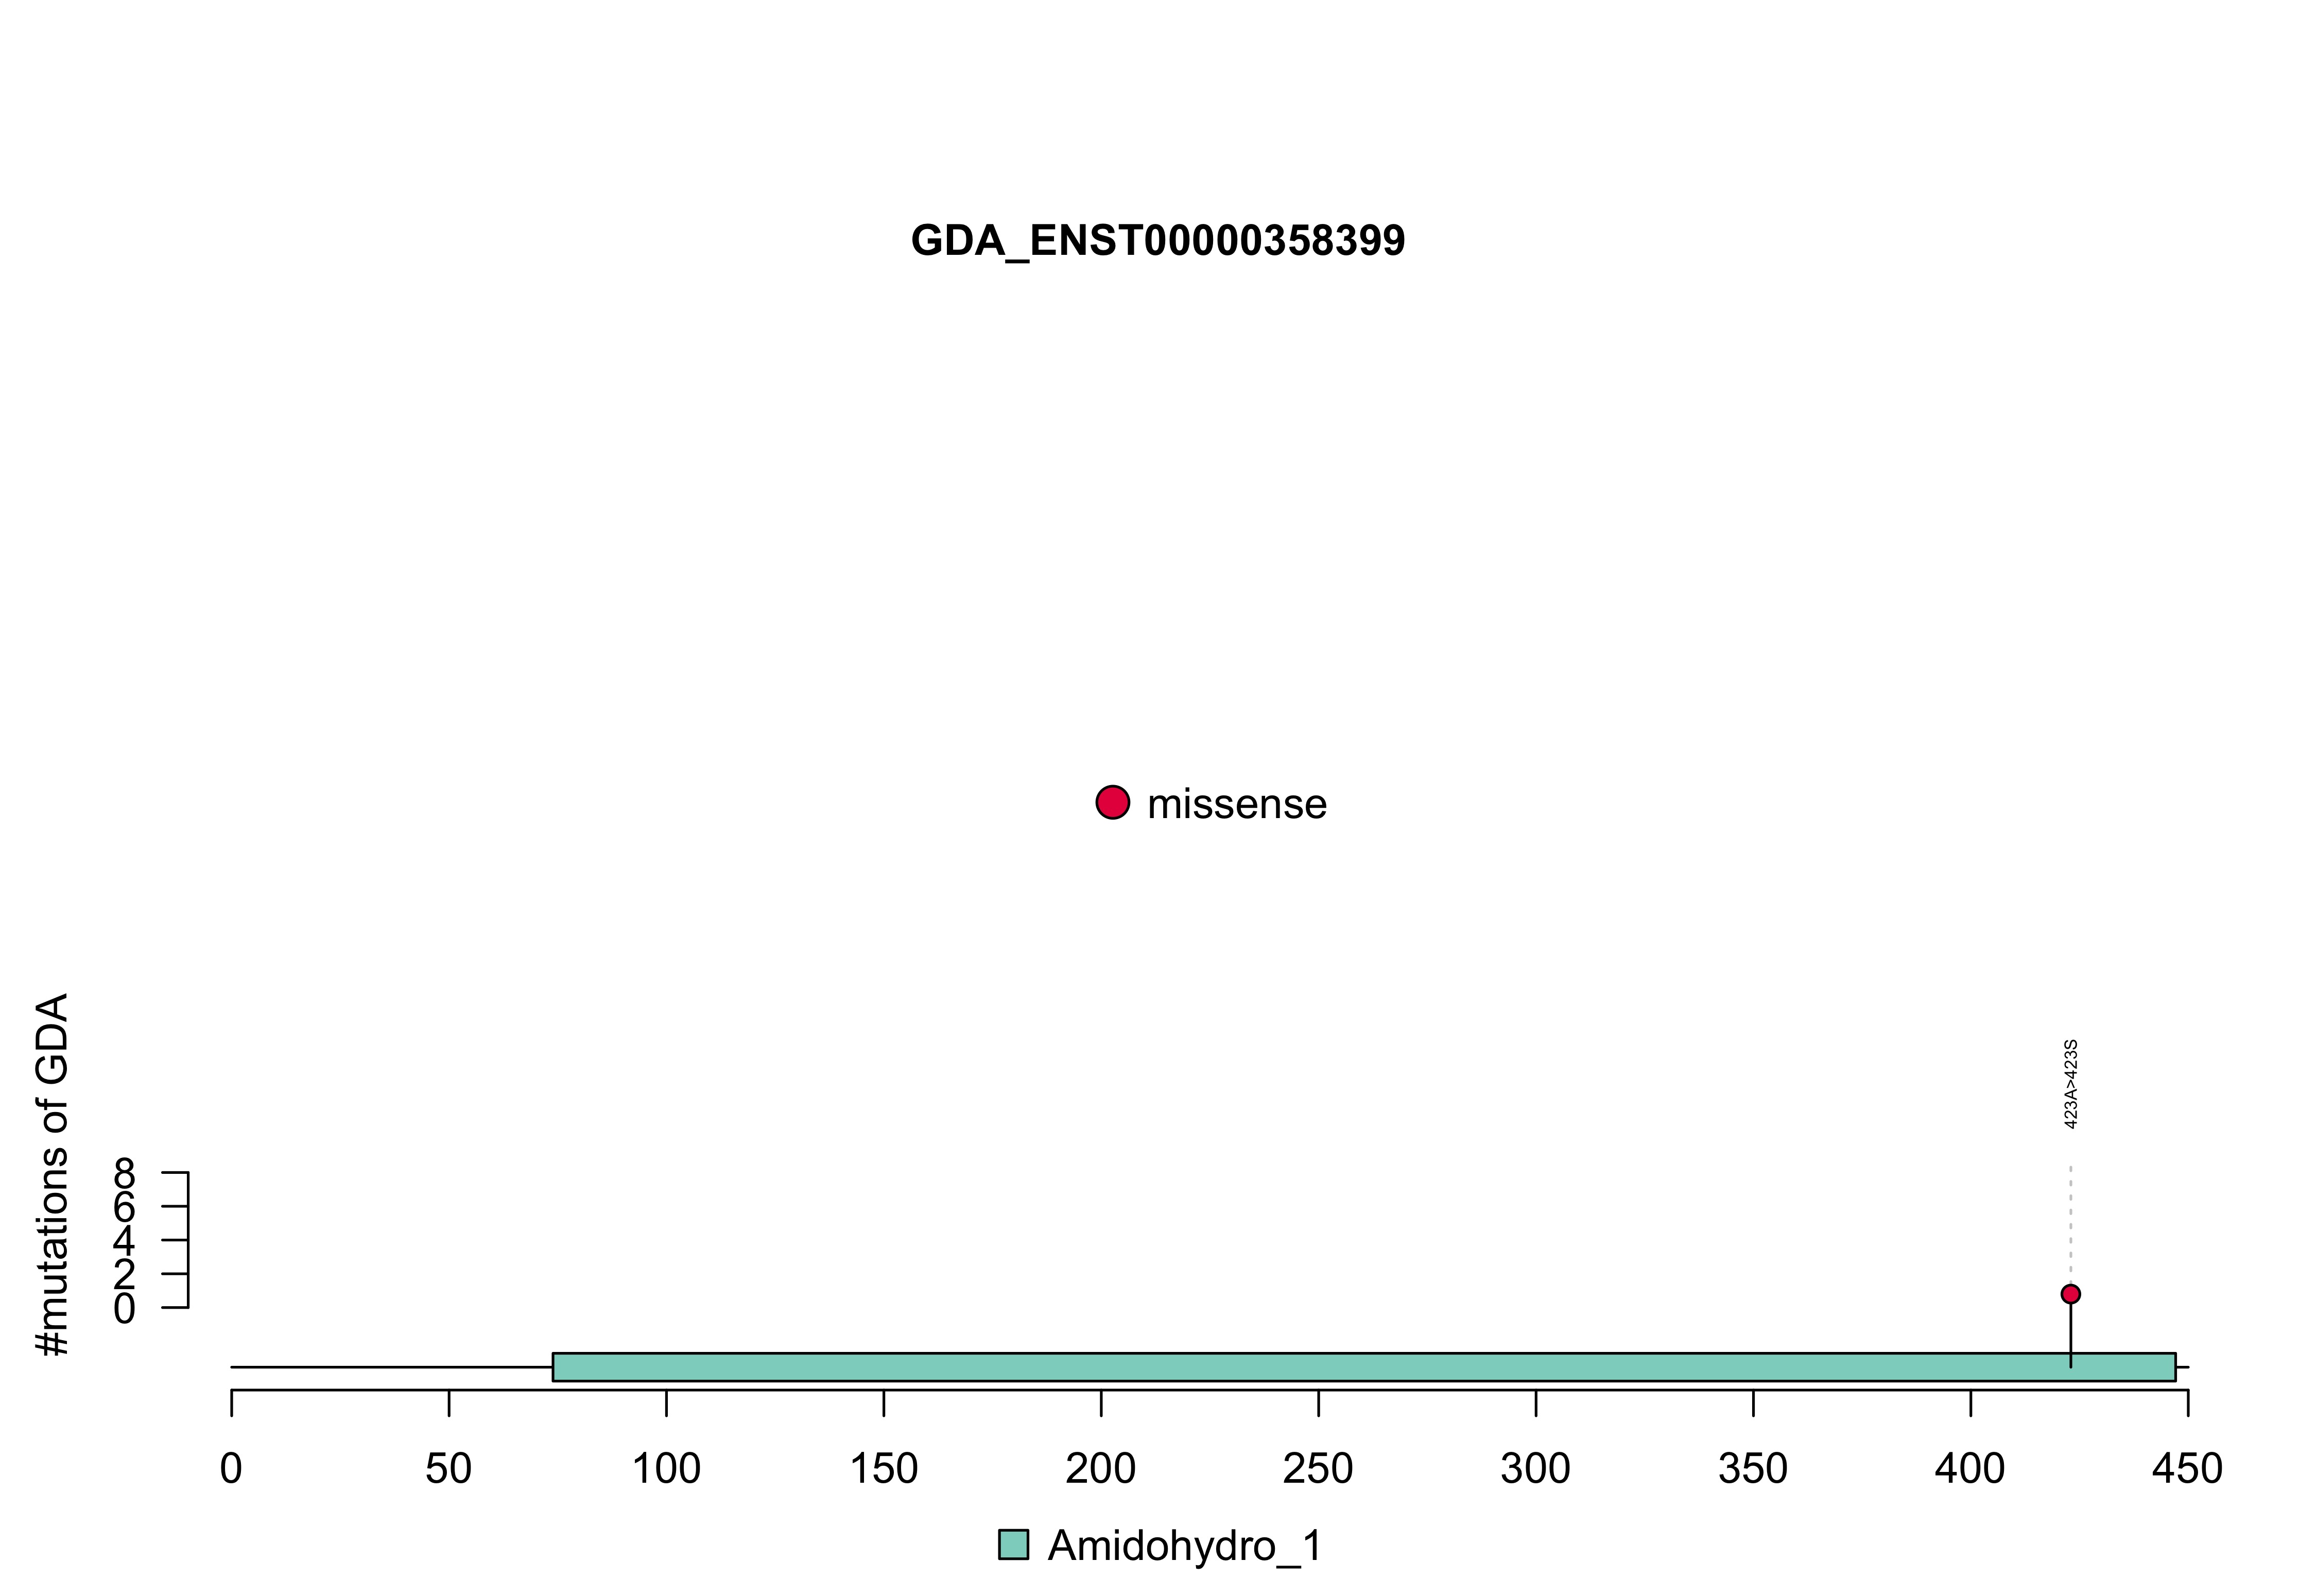 GDA_ENST00000358399
missense
#mutations of GDA
423A>423S
8
6
4
2
0
0 50 100 150 200 250 300 350 400 450
Amidohydro_1